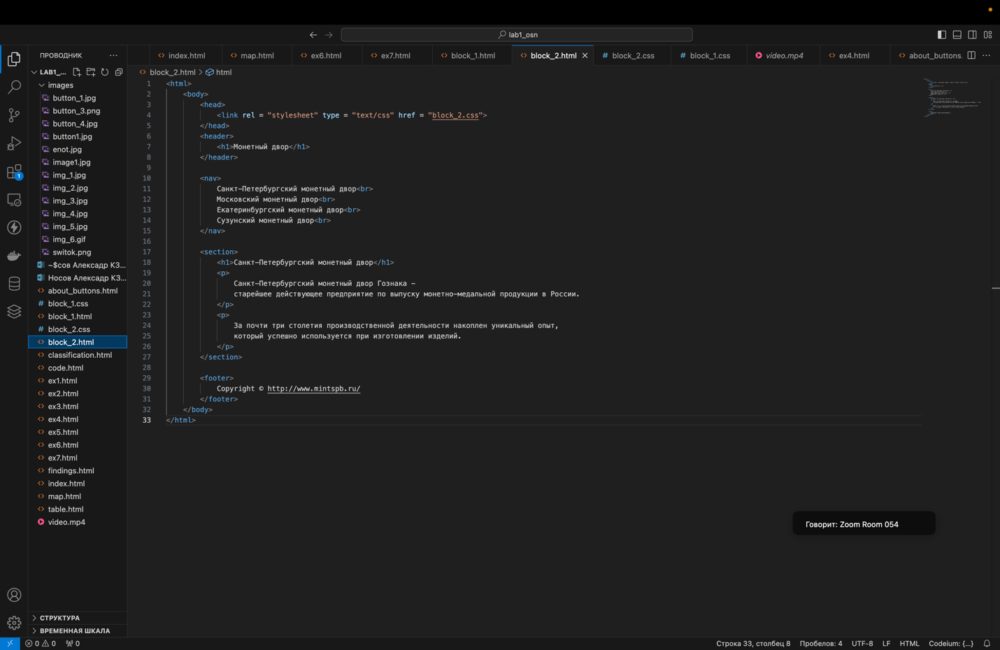 lab1_osn
ПРОВОДНИК
index.html
map.html
ex6.html
ex7.html
block_1.html
block_2.html
block_2.css
block_1.css
video.mp4
ex4.html
about_buttons.
LAB1_...
block_2.html > html
images
button_1.jpg
button_3.png
button_4.jpg
button1.jpg
enot.jpg
image1.jpg
img_1.jpg
img_2.jpg
img_3.jpg
img_4.jpg
img_5.jpg
img_6.gif
switok.png
~$сов Алексадр К3...
Носов Алексадр К3...
about_buttons.html
block_1.css
block_1.html
block_2.css
block_2.html
classification.html
code.html
ex1.html
ex2.html
ex3.html
ex4.html
ex5.html
ex6.html
ex7.html
findings.html
index.html
map.html
table.html
video.mp4
1
СТРУКТУРА
ВРЕМЕННАЯ ШКАЛА
1 <html>
2 <body>
3 <head>
4 <link rel = "stylesheet" type = "text/css" href = "block_2.css">
5 </head>
6 <header>
7 <h1>Монетный двор</h1>
8 </header>
9
10 <nav>
11 Санкт-Петербургский монетный двор<br>
12 Московский монетный двор<br>
13 Екатеринбургский монетный двор<br>
14 Сузунский монетный двор<br>
15 </nav>
16
17 <section>
18 <h1>Санкт-Петербургский монетный двор</h1>
19 <p>
20 Санкт-Петербургский монетный двор Гознака –
21 старейшее действующее предприятие по выпуску монетно-медальной продукции в России.
22 </p>
23 <p>
24 За почти три столетия производственной деятельности накоплен уникальный опыт,
25 который успешно используется при изготовлении изделий.
26 </p>
27 </section>
28
29 <footer>
30 Copyright © http://www.mintspb.ru/
31 </footer>
32 </body>
33 </html>
Говорит: Zoom Room 054
0 0 0 Строка 33, столбец 8 Пробелов: 4 UTF-8 LF HTML Codeium: {...}